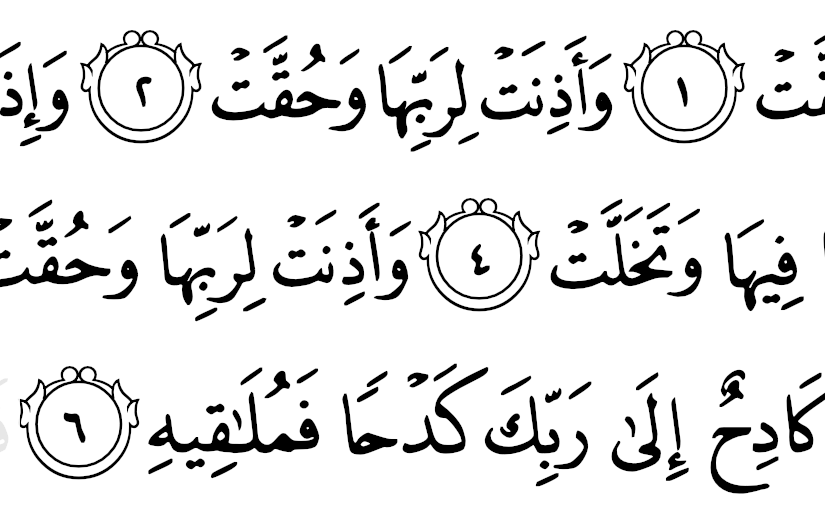 قَّتْ ١ وَأَذِنَتْ لِرَبِّهَا وَحُقَّتْ ٢ وَإِذَ
فِيهَا وَتَخَلَّتْ ٤ وَأَذِنَتْ لِرَبِّهَا وَحُقَّتْ
كَادِحٌ إِلَىٰ رَبِّكَ كَدْحًا فَمُلَـٰقِيهِ ٦